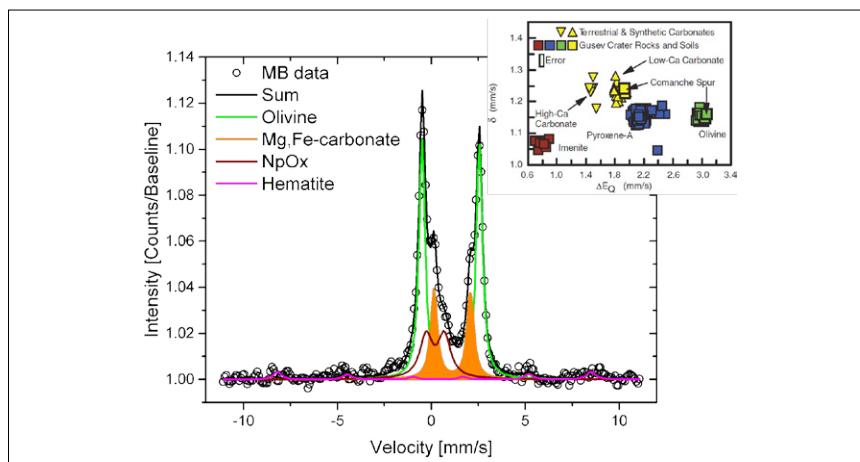 1.14
1.12
1.10
1.08
1.06
1.04
1.02
1.00
Intensity [Counts/Baseline]
-10
-5
0
5
10
Velocity [mm/s]
MB data
Sum
Olivine
Mg,Fe-carbonate
NpOx
Hematite
Terrestrial & Synthetic Carbonates
Gusev Crater Rocks and Soils
Error
Low-Ca Carbonate
Comanche Spur
High-Ca
Carbonate
Pyroxene-A
Olivine
Imenite
1.4
1.3
1.2
1.1
1.0
δ
(mm/s)
0.6
1.0
1.4
1.8
2.2
2.6
3.0
3.4
ΔEQ (mm/s)